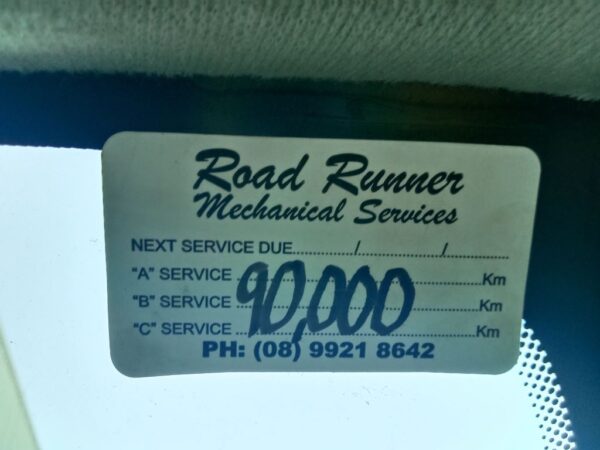 Road Runner
Mechanical Services
NEXT SERVICE DUE............/................/............
"A" SERVICE ............Km
"B" SERVICE 90,000 ............Km
"C" SERVICE ............Km
PH: (08) 9921 8642